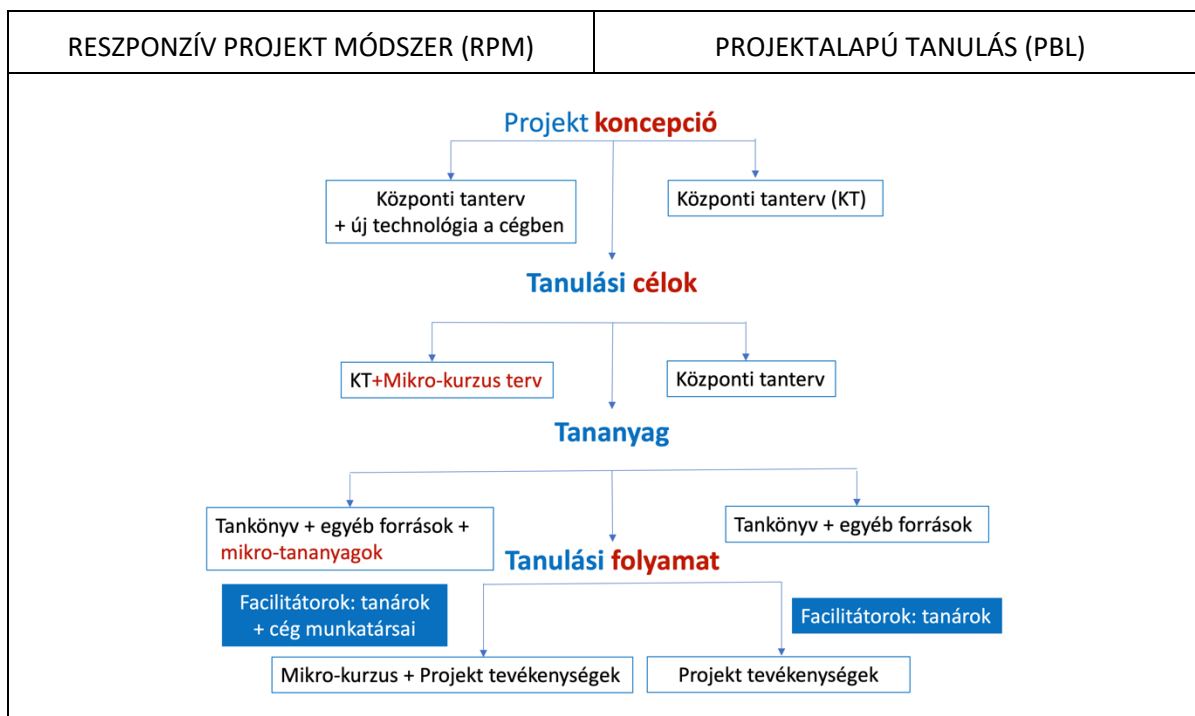 RESZPONZÍV PROJEKT MÓDSZER (RPM)
PROJEKTALAPÚ TANULÁS (PBL)
Projekt koncepció
Központi tanterv
+ új technológia a cégben
Központi tanterv (KT)
Tanulási célok
KT+Mikro-kurzus terv
Központi tanterv
Tananyag
Tankönyv + egyéb források +
mikro-tananyagok
Tankönyv + egyéb források
Tanulási folyamat
Facilitátorok: tanárok
+ cég munkatársai
Facilitátorok: tanárok
Mikro-kurzus + Projekt tevékenységek
Projekt tevékenységek